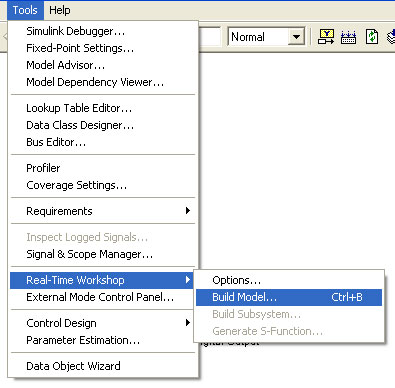 Tools Help
Normal
Simulink Debugger...
Fixed-Point Settings...
Model Advisor...
Model Dependency Viewer...
Lookup Table Editor...
Data Class Designer...
Bus Editor...
Profiler
Coverage Settings...
Requirements
Inspect Logged Signals...
Signal & Scope Manager...
Real-Time Workshop
External Mode Control Panel...
Control Design
Parameter Estimation...
Data Object Wizard
Options...
Build Model... Ctrl+B
Build Subsystem...
Generate S-Function...
Output